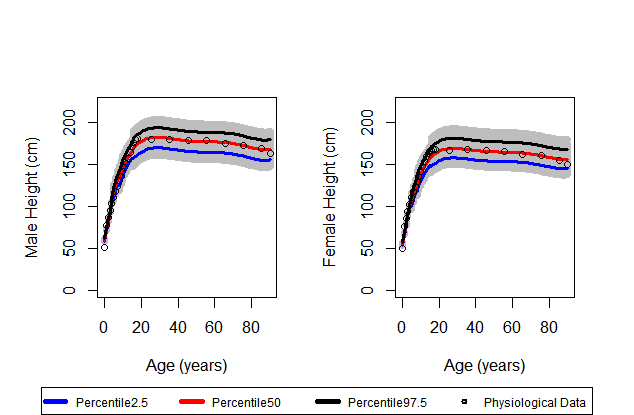 Male Height (cm)
200
150
100
50
0
0 20 40 60 80
Age (years)
Female Height (cm)
200
150
100
50
0
0 20 40 60 80
Age (years)
Percentile2.5 Percentile50 Percentile97.5 Physiological Data